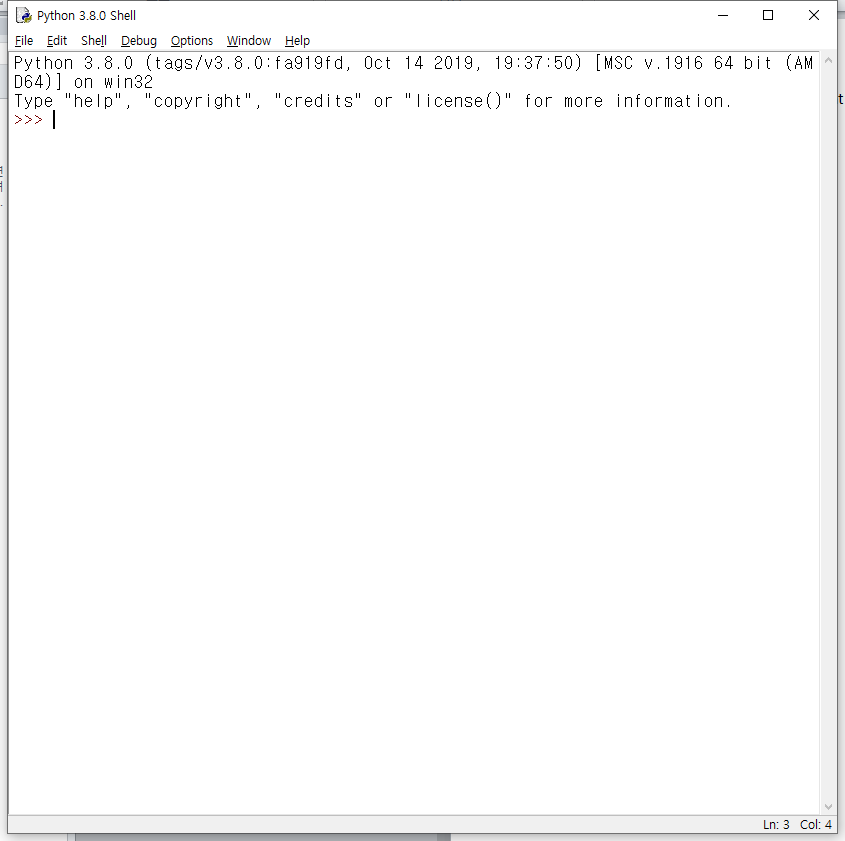 Python 3.8.0 Shell
File Edit Shell Debug Options Window Help
Python 3.8.0 (tags/v3.8.0:fa919fd, Oct 14 2019, 19:37:50) [MSC v.1916 64 bit (AM
D64)] on win32
Type "help", "copyright", "credits" or "license()" for more information.
>>>
Ln: 3 Col: 4